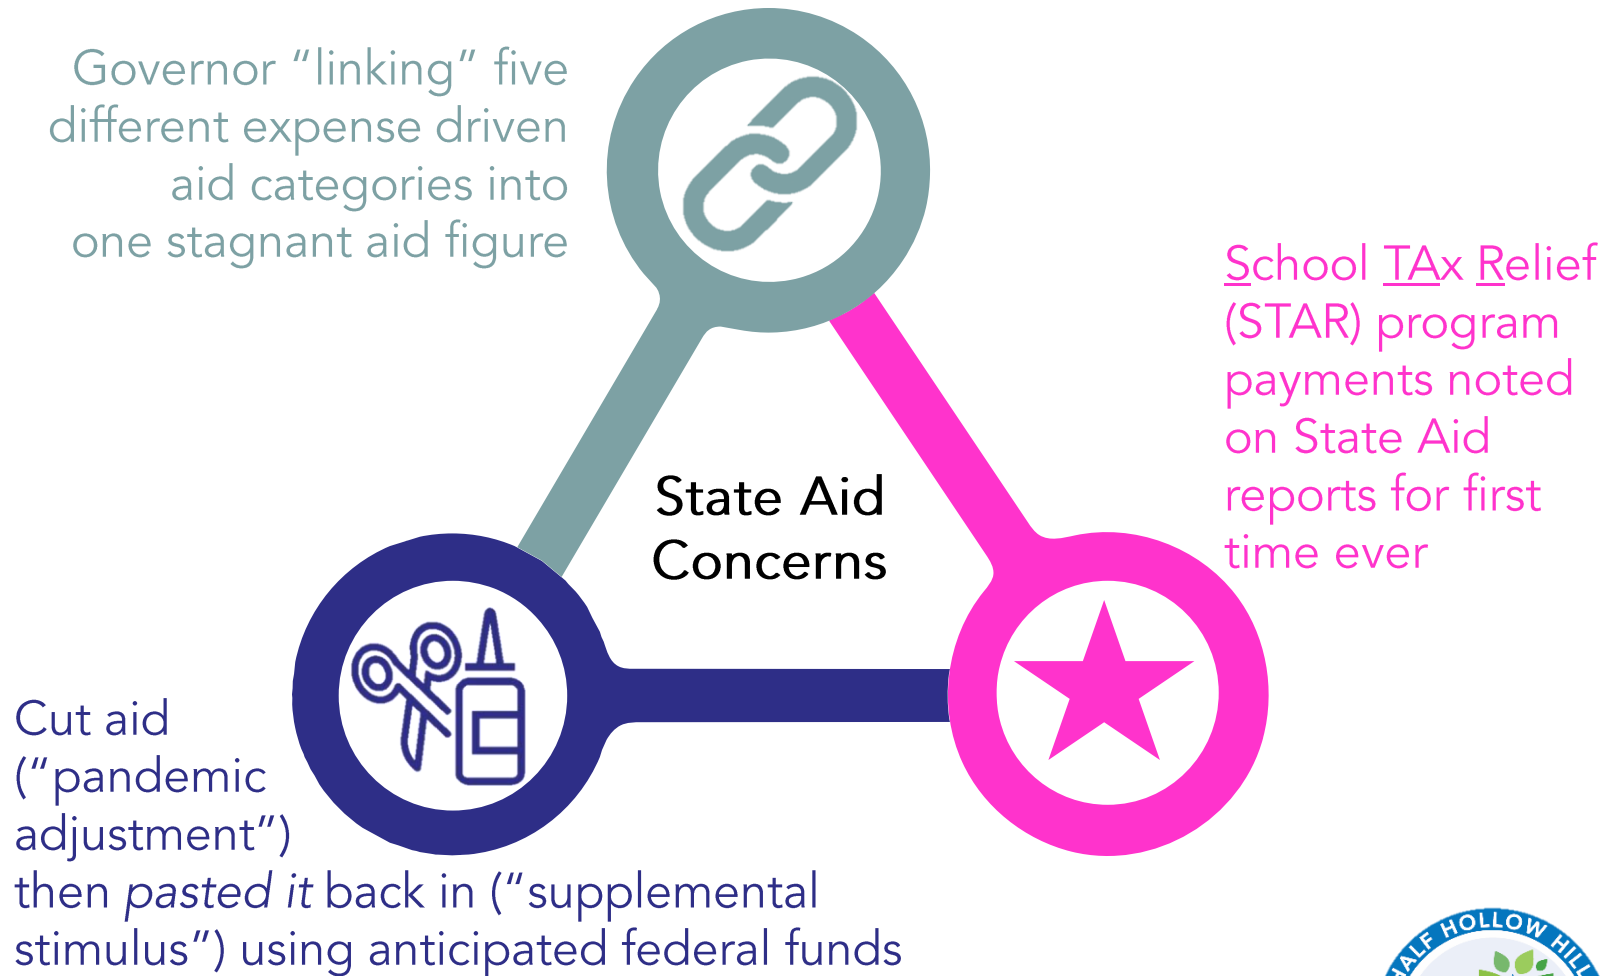 Governor “linking” five
different expense driven
aid categories into
one stagnant aid figure
School TAx Relief
(STAR) program
payments noted
on State Aid
reports for first
time ever
State Aid
Concerns
Cut aid
(“pandemic
adjustment”)
then pasted it back in (“supplemental
stimulus”) using anticipated federal funds
HALF HOLLOW HILL